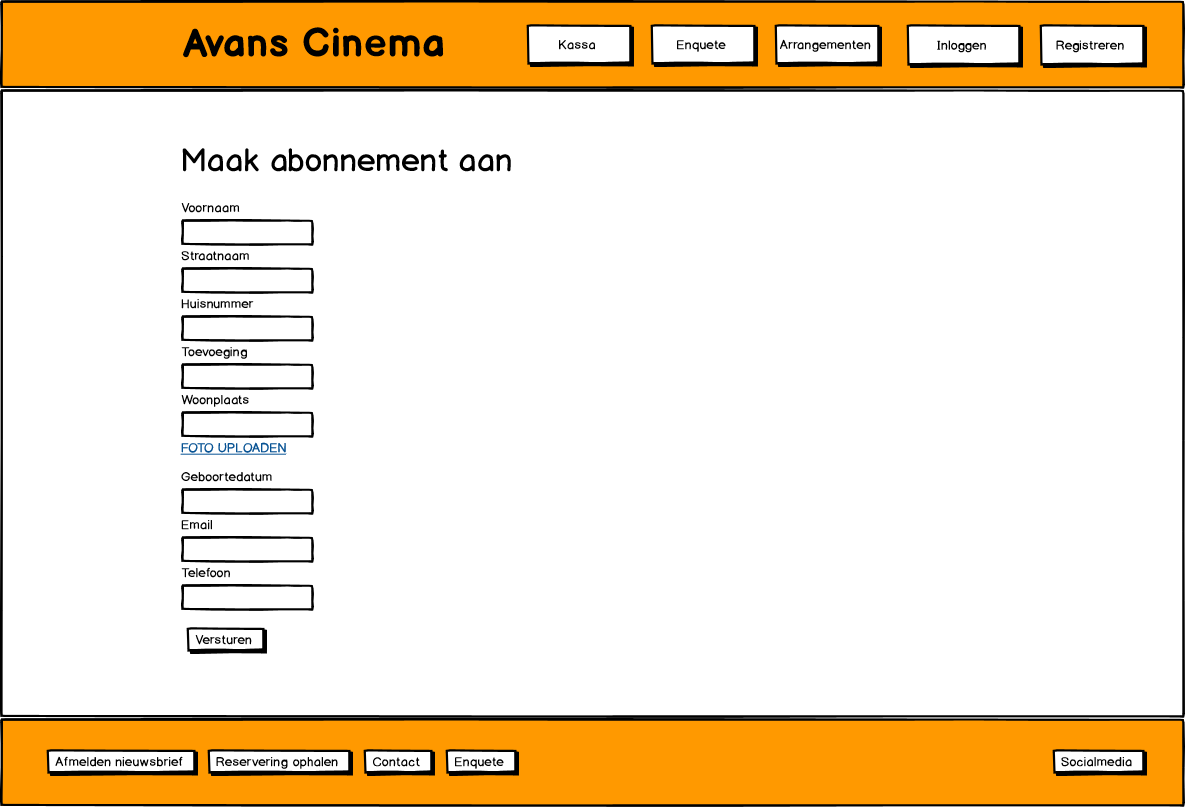 Avans Cinema
Kassa
Enquete
Arrangementen
Inloggen
Registreren
Maak abonnement aan
Voornaam
Straatnaam
Huisnummer
Toevoeging
Woonplaats
FOTO UPLOADEN
Geboortedatum
Email
Telefoon
Versturen
Afmelden nieuwsbrief
Reservering ophalen
Contact
Enquete
Socialmedia